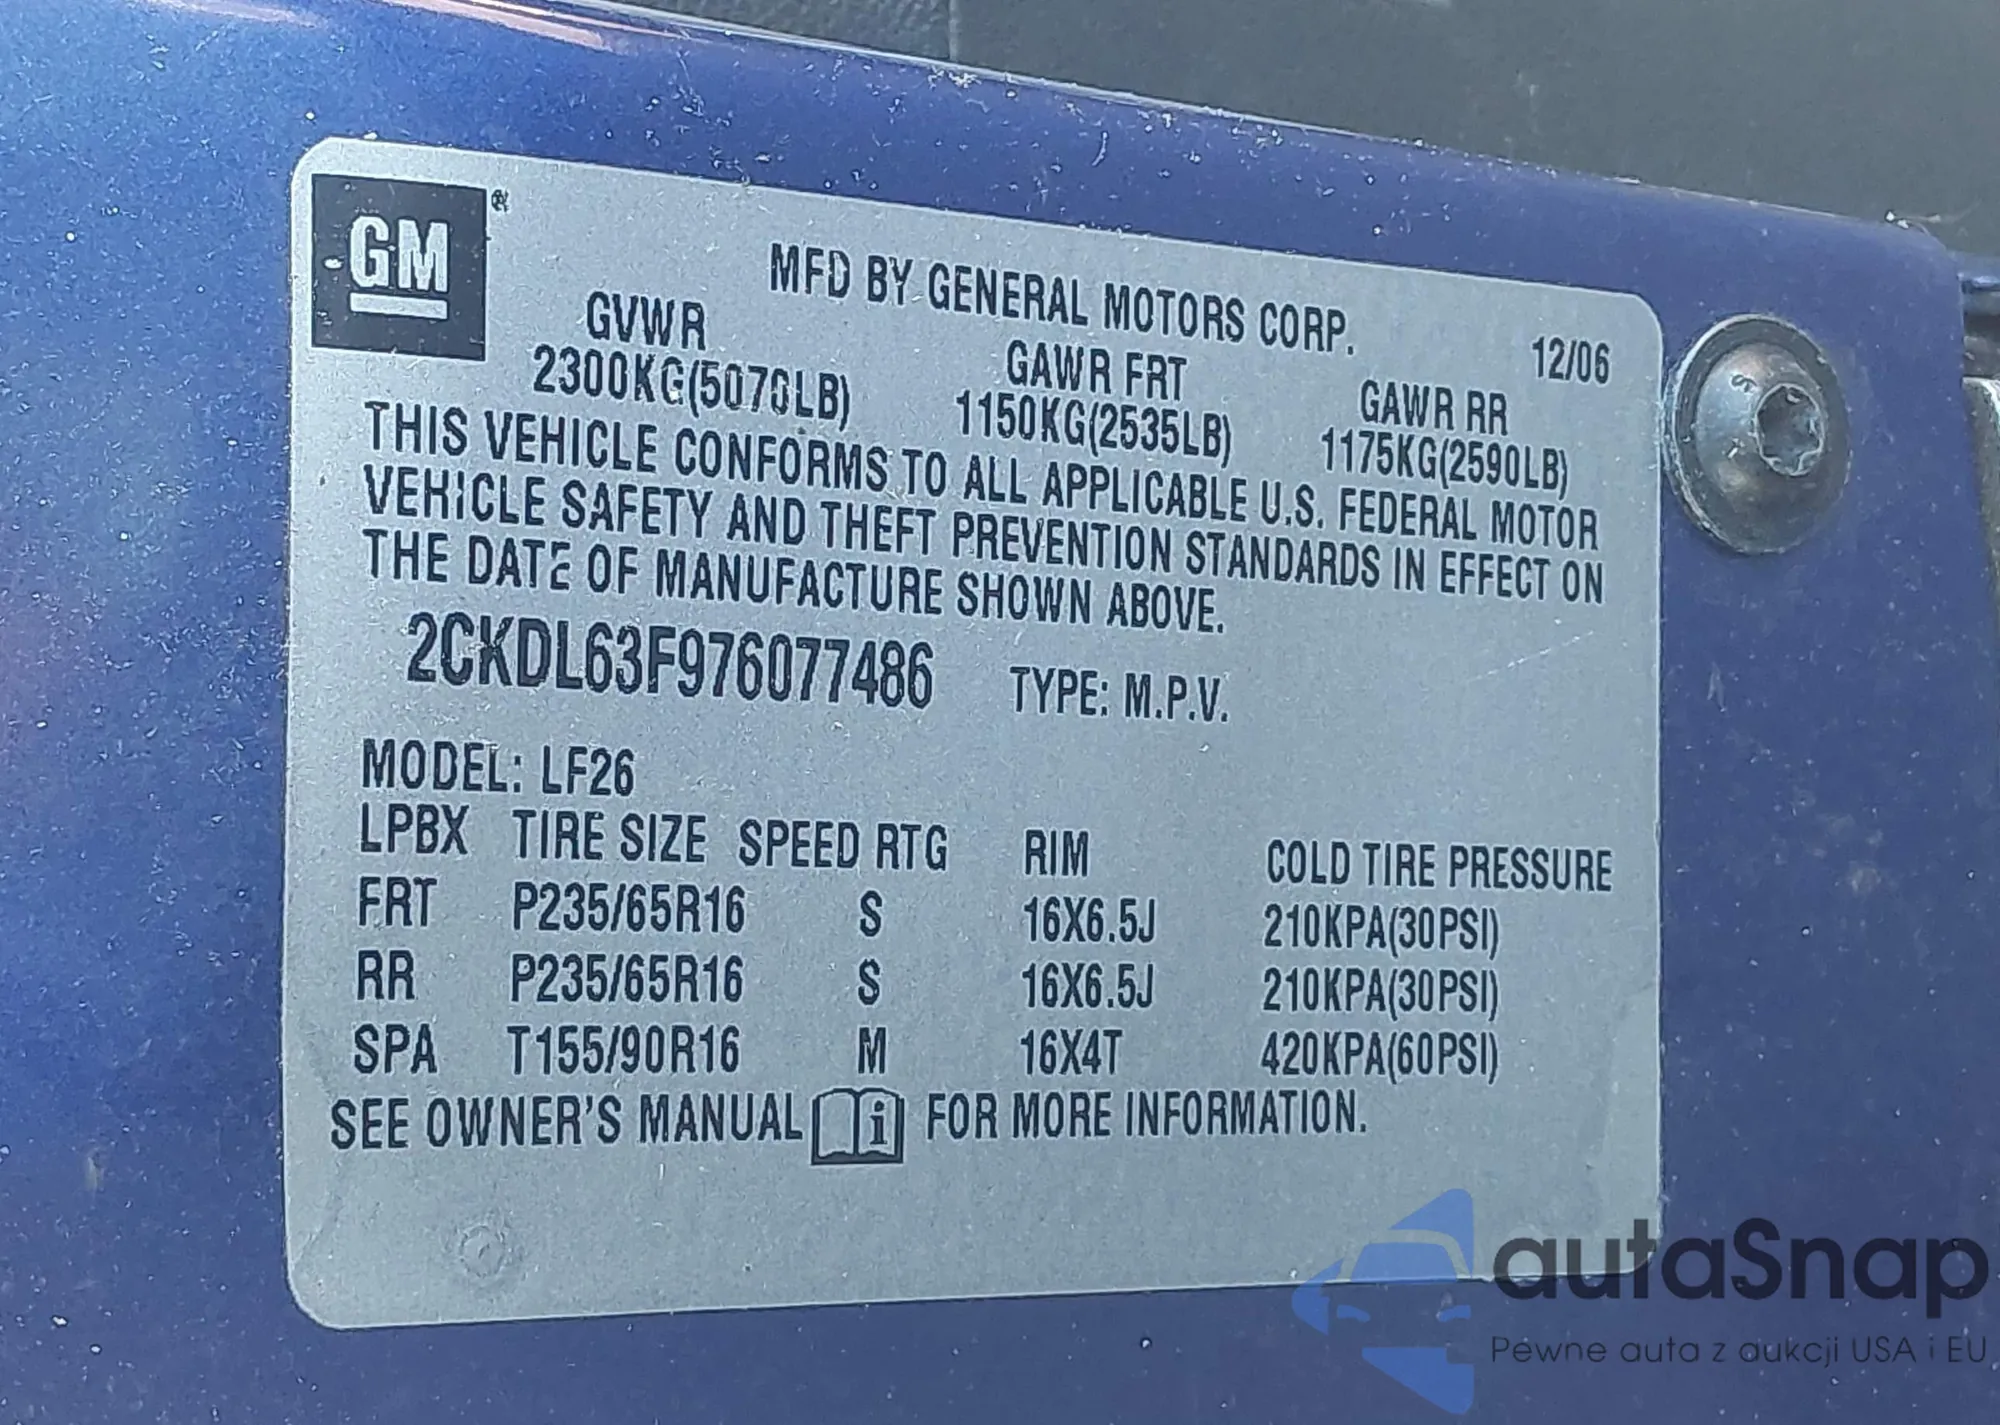 GM®
MFD BY GENERAL MOTORS CORP. 12/06
GVWR GAWR FRT GAWR RR
2300KG(5070LB) 1150KG(2535LB) 1175KG(2590LB)
THIS VEHICLE CONFORMS TO ALL APPLICABLE U.S. FEDERAL MOTOR
VEHICLE SAFETY AND THEFT PREVENTION STANDARDS IN EFFECT ON
THE DATE OF MANUFACTURE SHOWN ABOVE.
2CKDL63F976077486 TYPE: M.P.V.
MODEL: LF26
LPBX TIRE SIZE SPEED RTG RIM COLD TIRE PRESSURE
FRT P235/65R16 S 16X6.5J 210KPA(30PSI)
RR P235/65R16 S 16X6.5J 210KPA(30PSI)
SPA T155/90R16 M 16X4T 420KPA(60PSI)
SEE OWNER'S MANUAL i FOR MORE INFORMATION.
autaSnap
Pewne auta z aukcji USA i EU